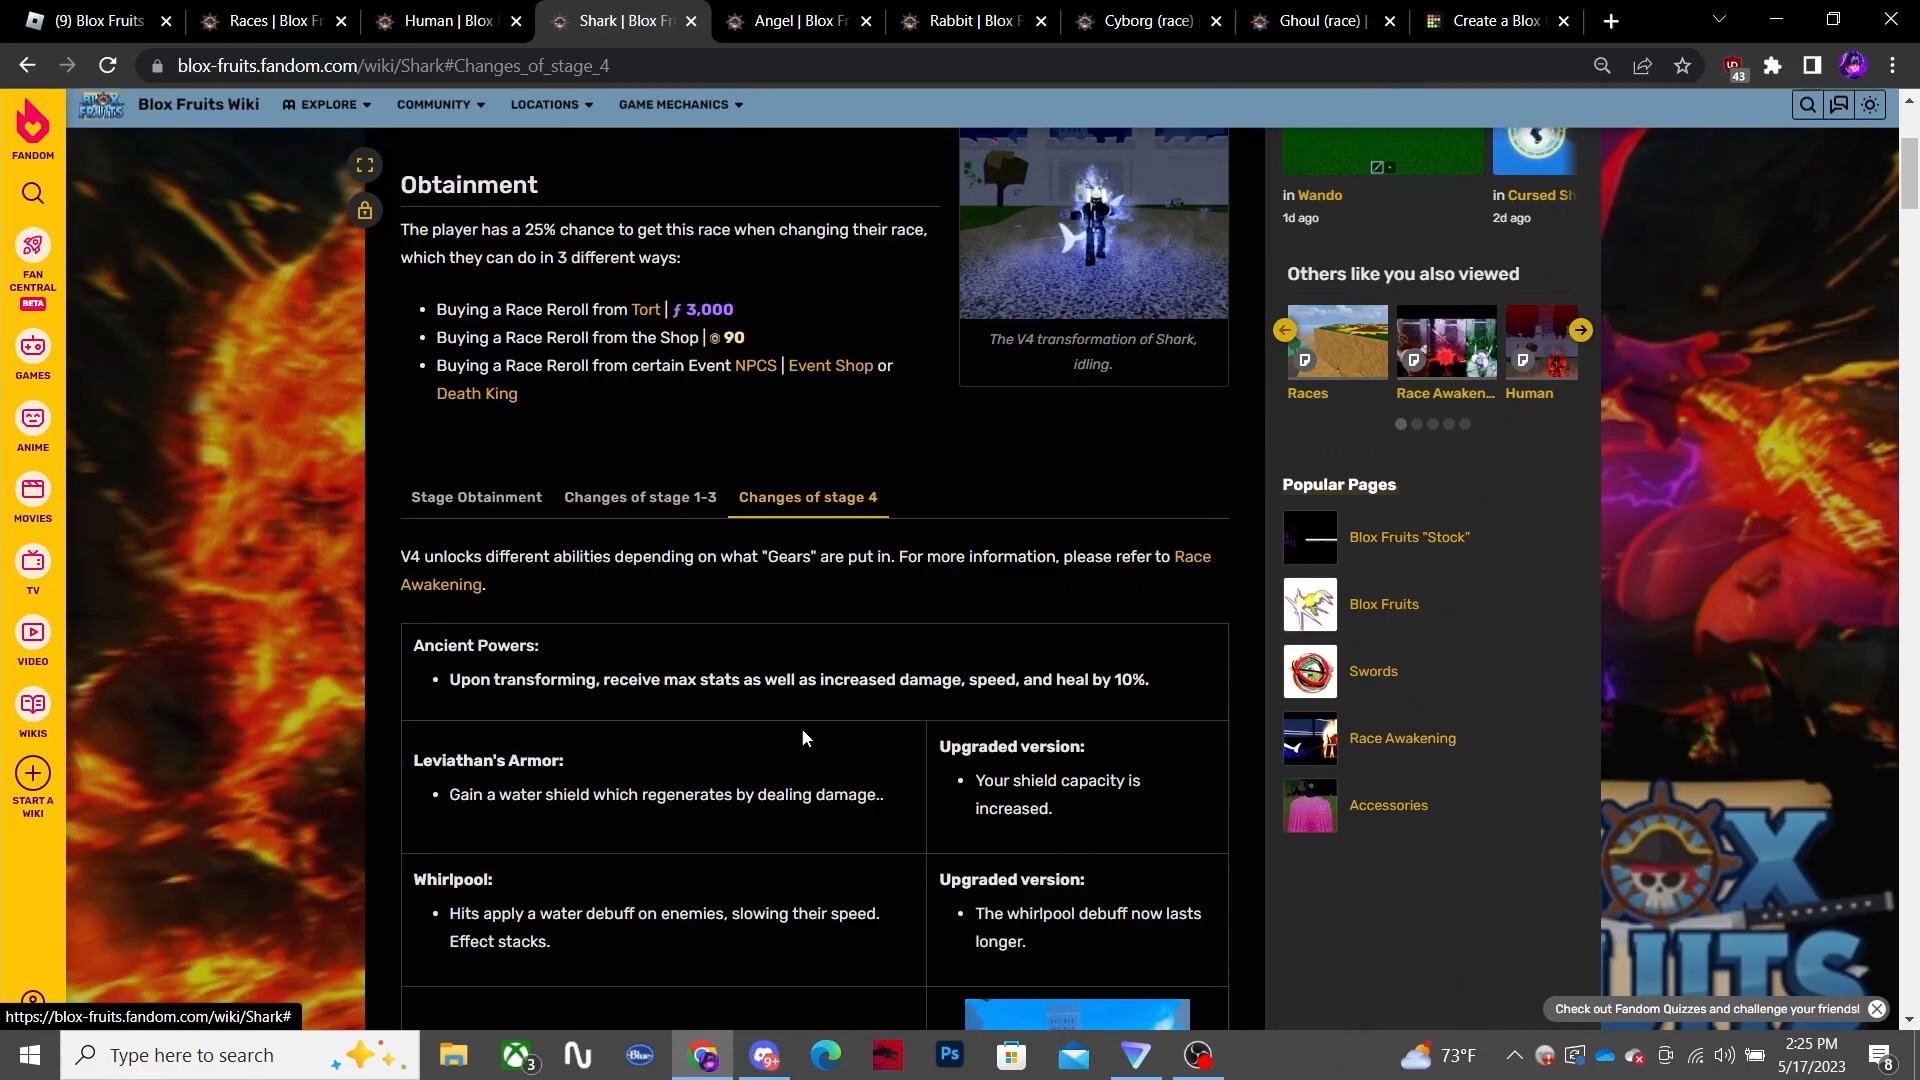 (9) Blox Fruits
Races | Blox Fr
Human | Blox
Shark | Blox Fr
Angel | Blox Fr
Rabbit | Blox F
Cyborg (race)
Ghoul (race) |
Create a Blox
blox-fruits.fandom.com/wiki/Shark#Changes_of_stage_4
43
BLOX FRUITS
Blox Fruits Wiki
EXPLORE
COMMUNITY
LOCATIONS
GAME MECHANICS
FANDOM
FAN CENTRAL
BETA
GAMES
ANIME
MOVIES
TV
VIDEO
WIKIS
START A WIKI
Obtainment
The player has a 25% chance to get this race when changing their race,
which they can do in 3 different ways:
• Buying a Race Reroll from Tort | ƒ 3,000
• Buying a Race Reroll from the Shop | 90
• Buying a Race Reroll from certain Event NPCS | Event Shop or
Death King
The V4 transformation of Shark,
idling.
Stage Obtainment
Changes of stage 1-3
Changes of stage 4
V4 unlocks different abilities depending on what "Gears" are put in. For more information, please refer to Race
Awakening.
Ancient Powers:
• Upon transforming, receive max stats as well as increased damage, speed, and heal by 10%.
Leviathan's Armor:
• Gain a water shield which regenerates by dealing damage..
Upgraded version:
• Your shield capacity is
increased.
Whirlpool:
• Hits apply a water debuff on enemies, slowing their speed.
Effect stacks.
Upgraded version:
• The whirlpool debuff now lasts
longer.
in Wando
1d ago
in Cursed Sh
2d ago
Others like you also viewed
Races
Race Awaken...
Human
Popular Pages
Blox Fruits "Stock"
Blox Fruits
Swords
Race Awakening
Accessories
Check out Fandom Quizzes and challenge your friends!
https://blox-fruits.fandom.com/wiki/Shark#
Type here to search
3
Blue
9+
Ps
73°F
2:25 PM
5/17/2023
8